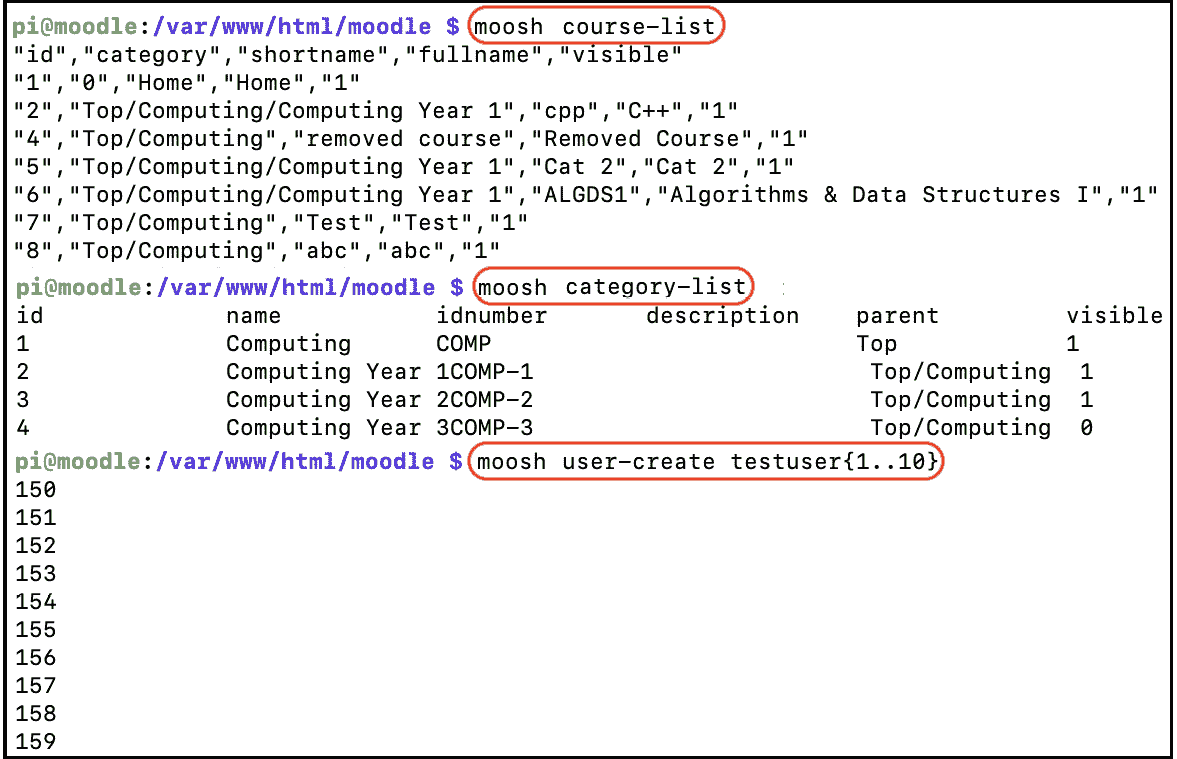 pi@moodle:/var/www/html/moodle $ moosh course-list
"id","category","shortname","fullname","visible"
"1","0","Home","Home","1"
"2","Top/Computing/Computing Year 1","cpp","C++","1"
"4","Top/Computing","removed course","Removed Course","1"
"5","Top/Computing/Computing Year 1","Cat 2","Cat 2","1"
"6","Top/Computing/Computing Year 1","ALGDS1","Algorithms & Data Structures I","1"
"7","Top/Computing","Test","Test","1"
"8","Top/Computing","abc","abc","1"
pi@moodle:/var/www/html/moodle $ moosh category-list
id name idnumber description parent visible
1 Computing COMP Top 1
2 Computing Year 1COMP-1 Top/Computing 1
3 Computing Year 2COMP-2 Top/Computing 1
4 Computing Year 3COMP-3 Top/Computing 0
pi@moodle:/var/www/html/moodle $ moosh user-create testuser{1..10}
150
151
152
153
154
155
156
157
158
159